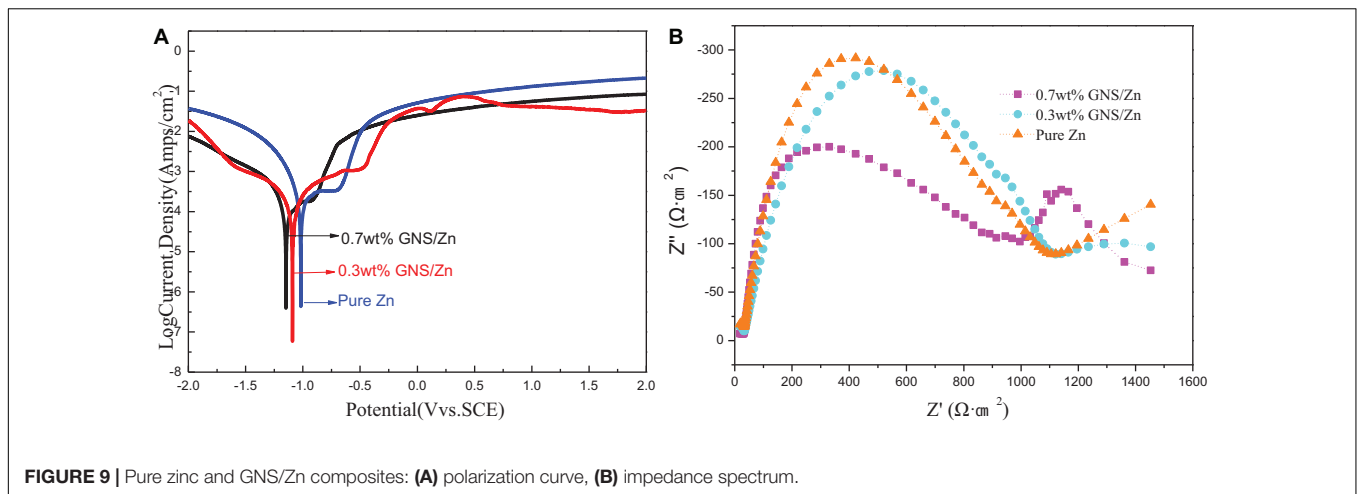 A
LogCurrent Density(Amps/cm²)
0
-1
-2
-3
-4
-5
-6
-7
-8
-2.0 -1.5 -1.0 -0.5 0.0 0.5 1.0 1.5 2.0
Potential(Vvs.SCE)
0.7wt% GNS/Zn
0.3wt% GNS/Zn
Pure Zn
B
Z'' (Ω·cm²)
-300
-250
-200
-150
-100
-50
0
0 200 400 600 800 1000 1200 1400 1600
Z' (Ω·cm²)
0.7wt% GNS/Zn
0.3wt% GNS/Zn
Pure Zn
FIGURE 9 | Pure zinc and GNS/Zn composites: (A) polarization curve, (B) impedance spectrum.